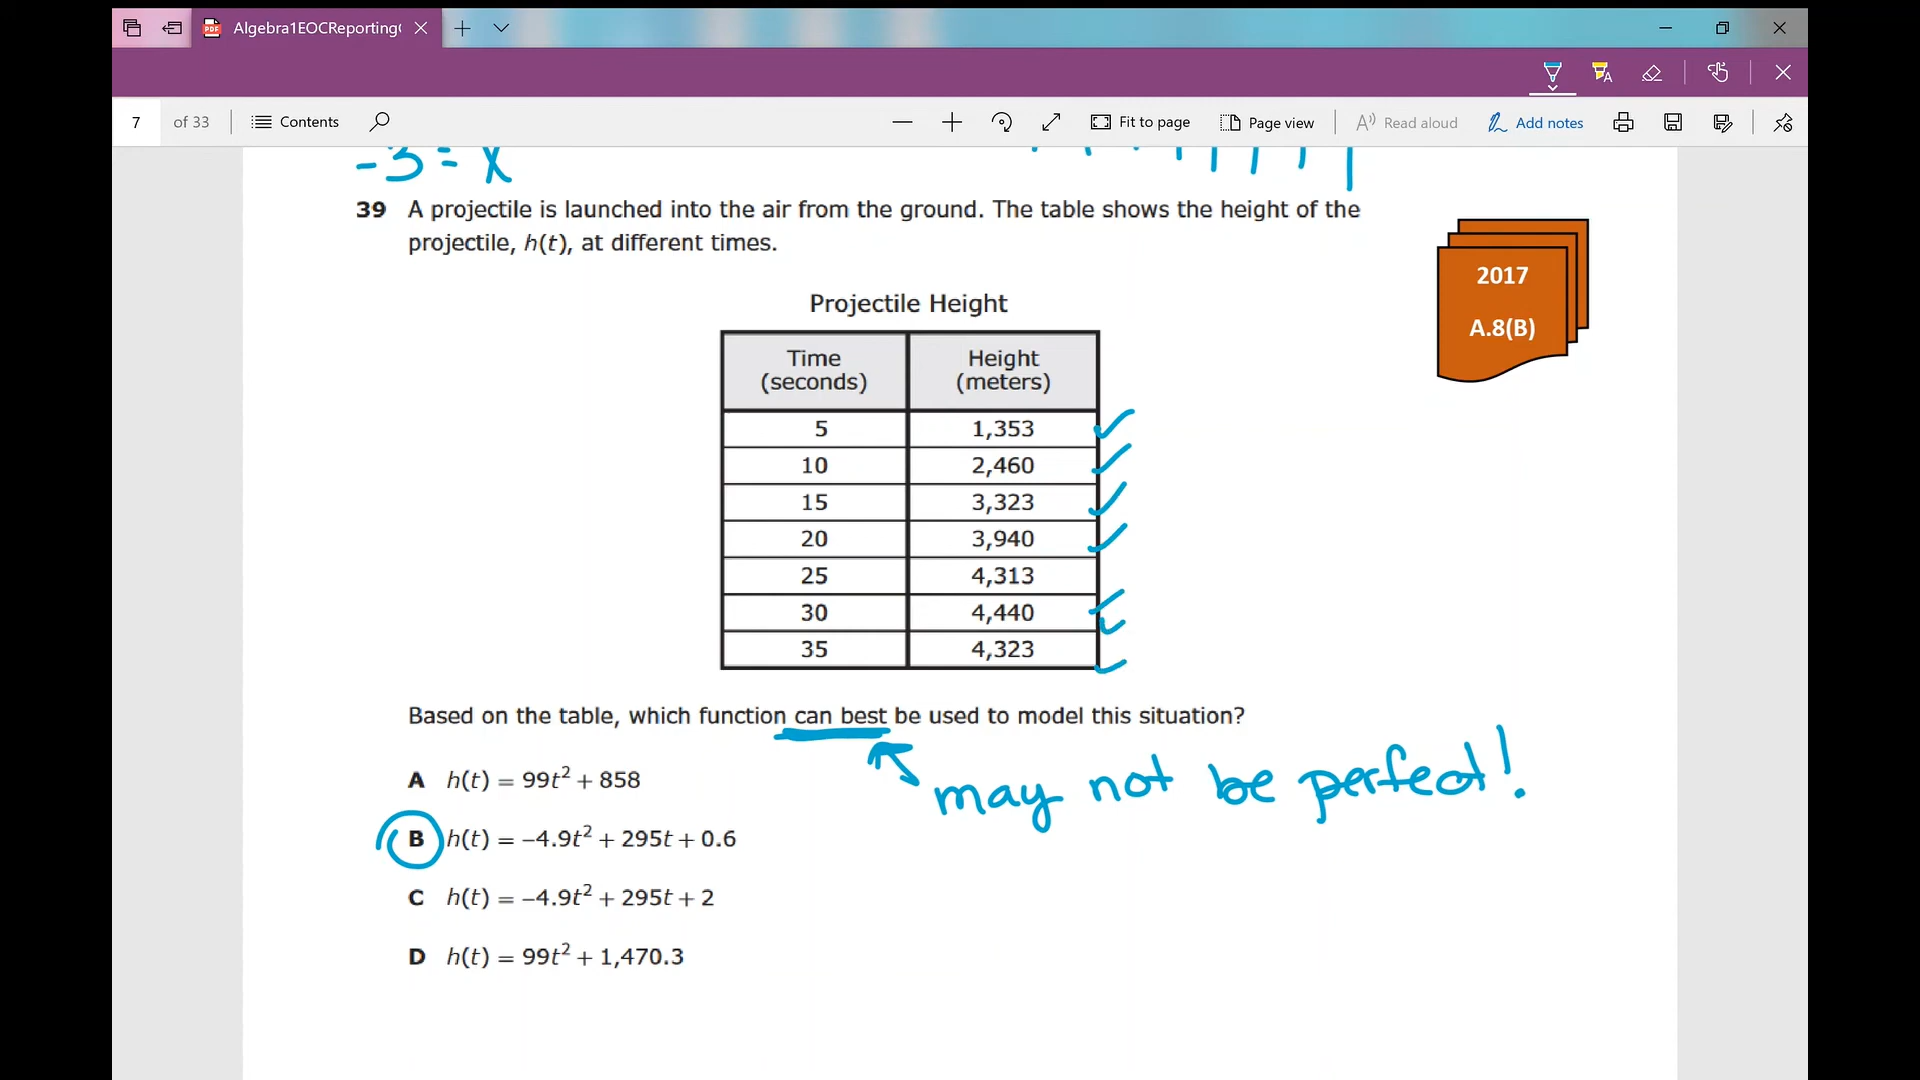 Algebra1EOCReporting
7 of 33 Contents Fit to page Page view Read aloud Add notes
-3 = x
39 A projectile is launched into the air from the ground. The table shows the height of the
projectile, h(t), at different times.
2017
A.8(B)
Projectile Height
Time (seconds) Height (meters)
5 1,353
10 2,460
15 3,323
20 3,940
25 4,313
30 4,440
35 4,323
Based on the table, which function can best be used to model this situation?
may not be perfect!
A h(t) = 99t² + 858
B h(t) = –4.9t² + 295t + 0.6
C h(t) = –4.9t² + 295t + 2
D h(t) = 99t² + 1,470.3